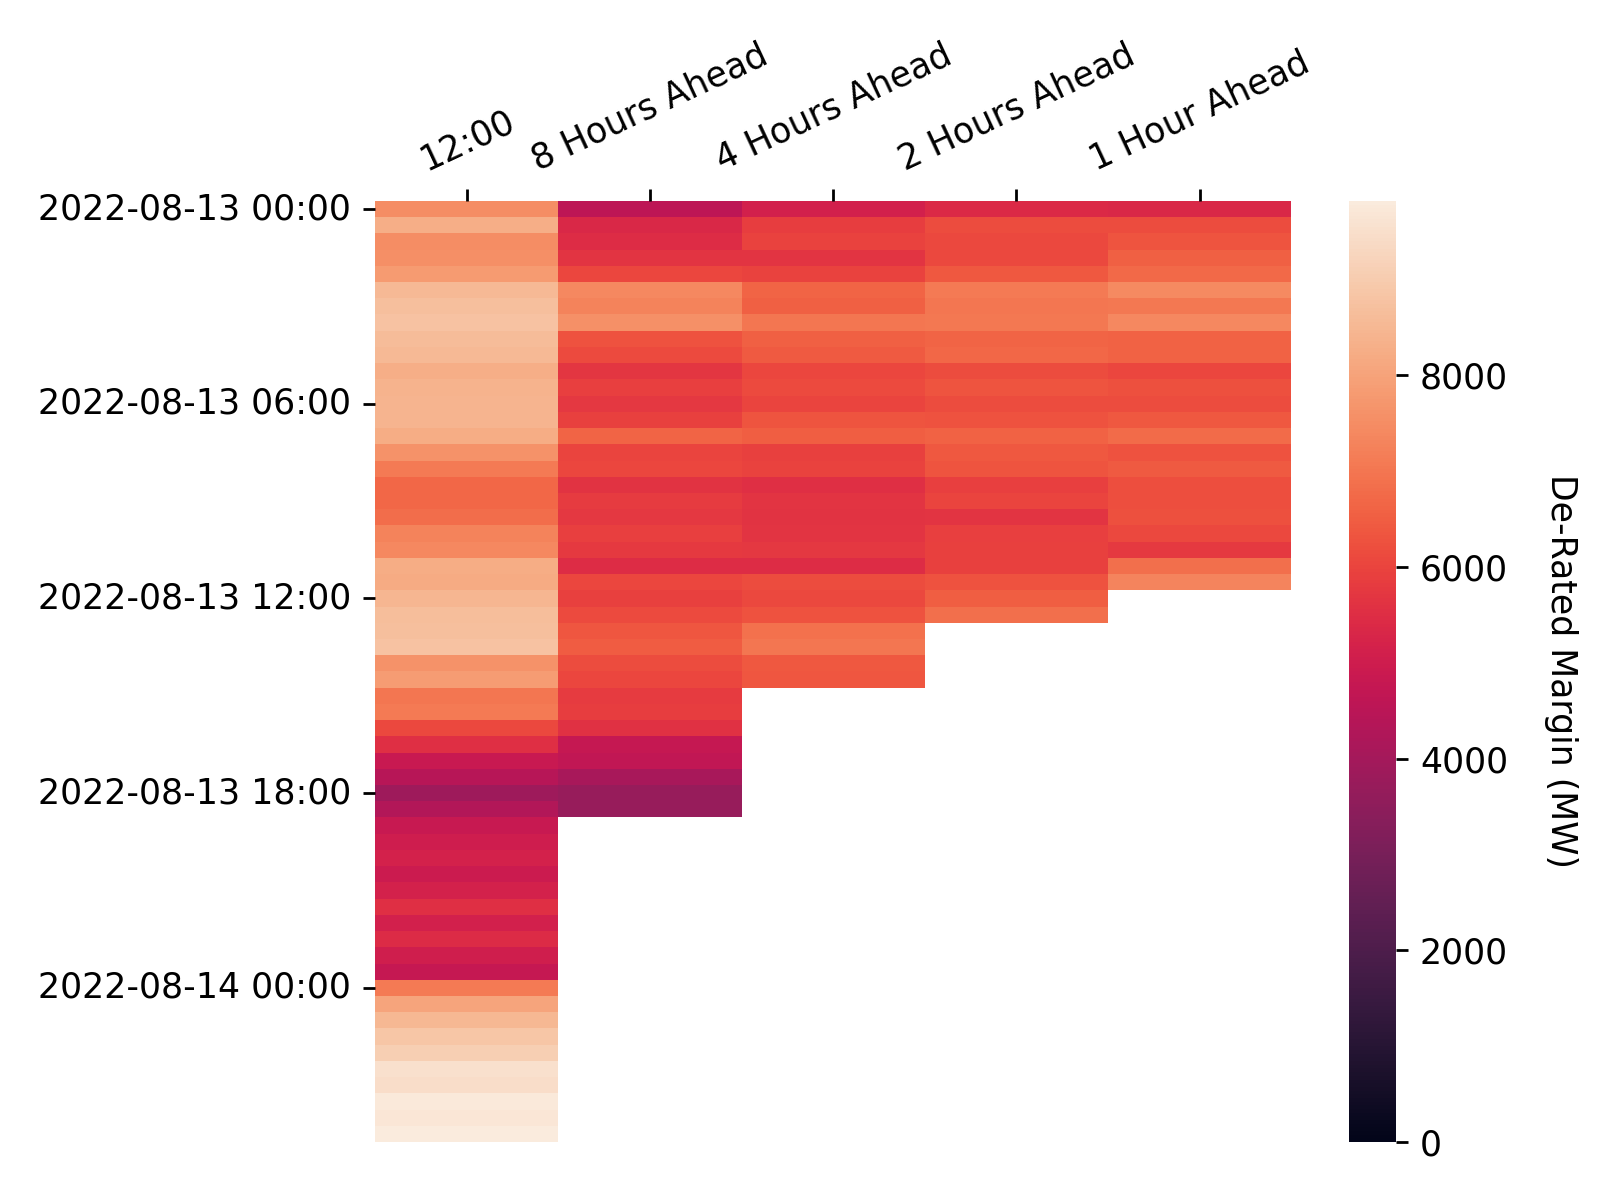 12:00
8 Hours Ahead
4 Hours Ahead
2 Hours Ahead
1 Hour Ahead
2022-08-13 00:00
2022-08-13 06:00
2022-08-13 12:00
2022-08-13 18:00
2022-08-14 00:00
8000
6000
4000
2000
0
De-Rated Margin (MW)